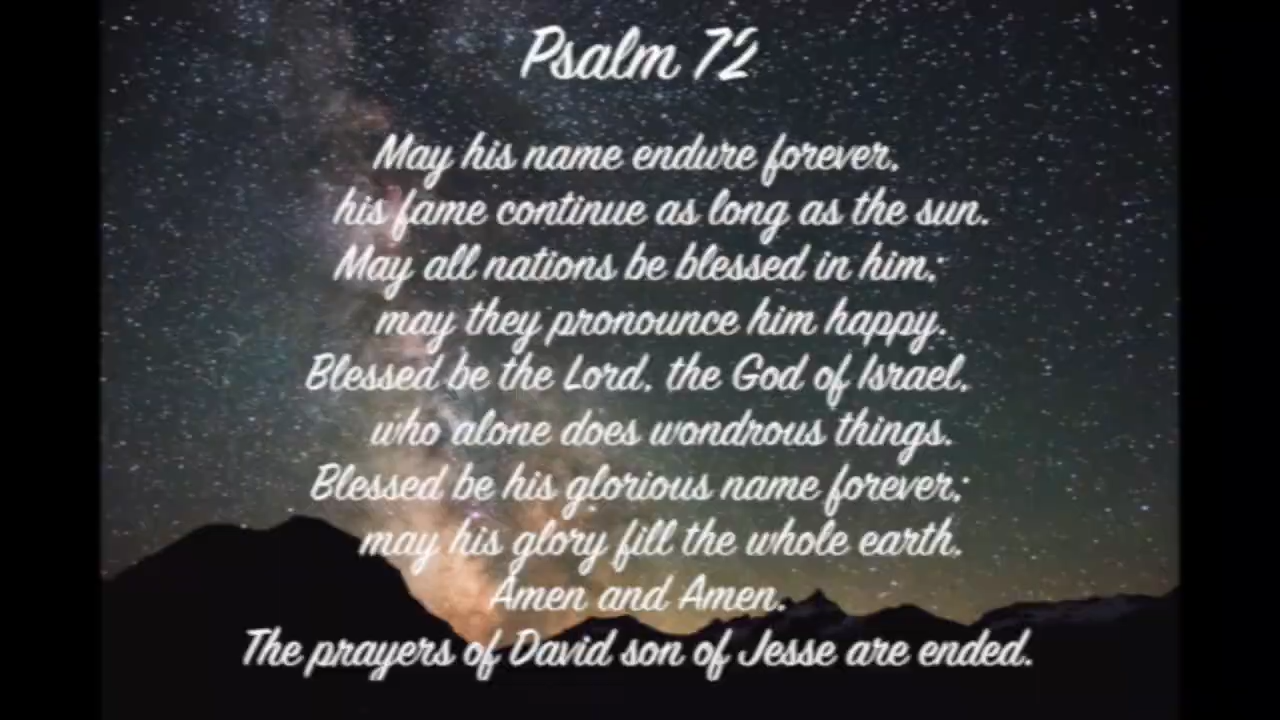 Psalm 72
May his name endure forever,
his fame continue as long as the sun.
May all nations be blessed in him;
may they pronounce him happy.
Blessed be the Lord, the God of Israel,
who alone does wondrous things.
Blessed be his glorious name forever;
may his glory fill the whole earth.
Amen and Amen.
The prayers of David son of Jesse are ended.